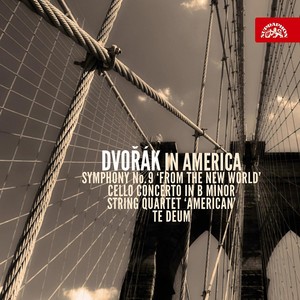 SUPRAPHON
DVOŘÁK IN AMERICA
SYMPHONY No. 9 'FROM THE NEW WORLD'
CELLO CONCERTO IN B MINOR
STRING QUARTET 'AMERICAN'
TE DEUM